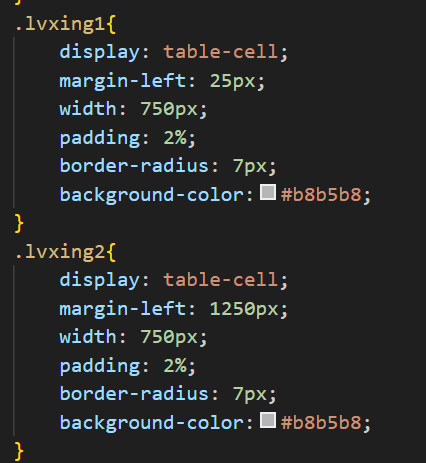 }
.lvxing1{
display: table-cell;
margin-left: 25px;
width: 750px;
padding: 2%;
border-radius: 7px;
background-color: #b8b5b8;
}
.lvxing2{
display: table-cell;
margin-left: 1250px;
width: 750px;
padding: 2%;
border-radius: 7px;
background-color: #b8b5b8;
}